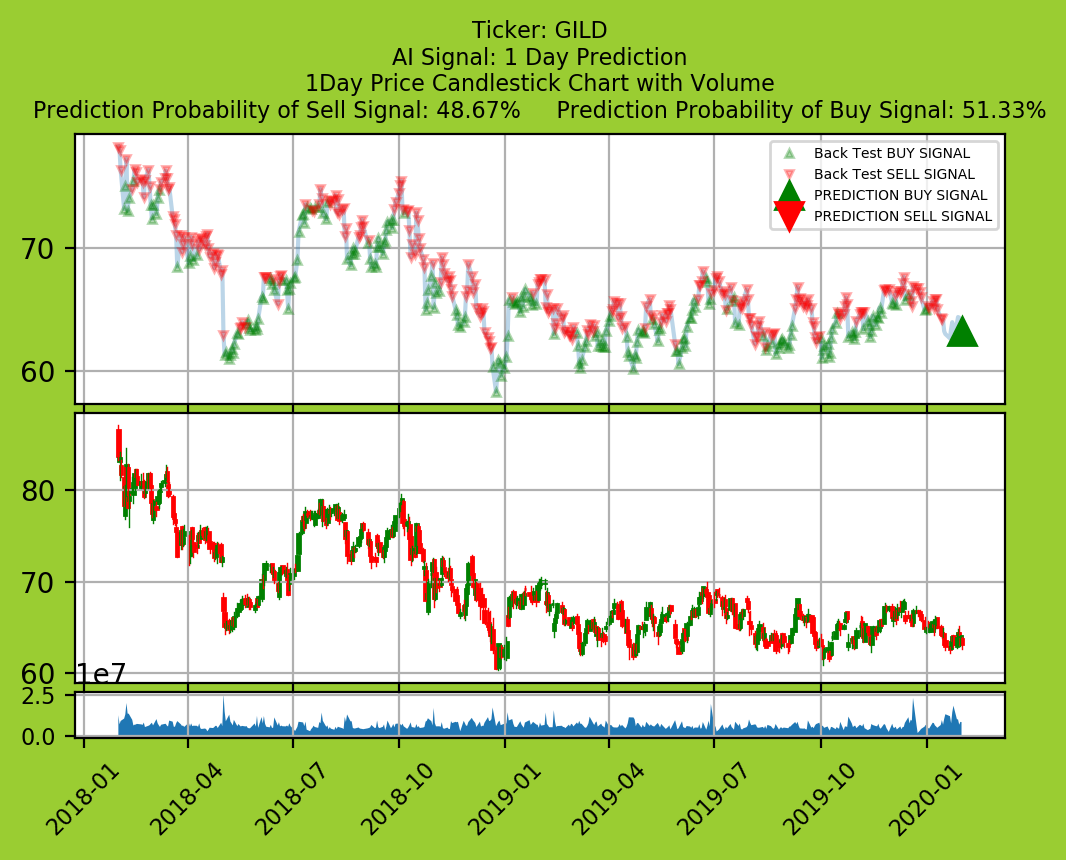 Ticker: GILD
AI Signal: 1 Day Prediction
1Day Price Candlestick Chart with Volume
Prediction Probability of Sell Signal: 48.67% Prediction Probability of Buy Signal: 51.33%
Back Test BUY SIGNAL
Back Test SELL SIGNAL
PREDICTION BUY SIGNAL
PREDICTION SELL SIGNAL
70
60
80
70
60
1e7
2.5
0.0
2018-01
2018-04
2018-07
2018-10
2019-01
2019-04
2019-07
2019-10
2020-01